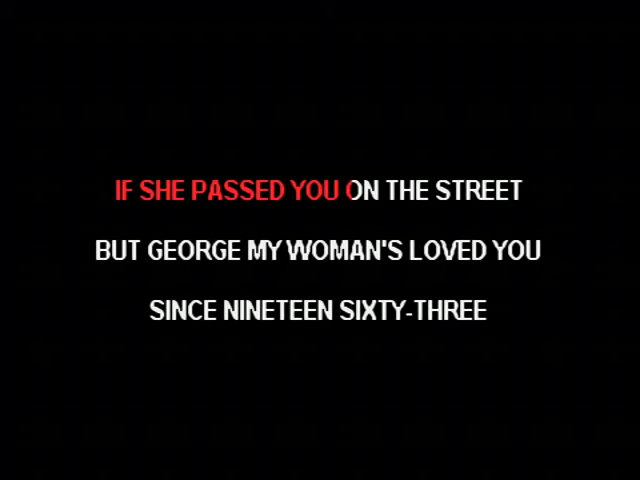 IF SHE PASSED YOU ON THE STREET
BUT GEORGE MY WOMAN'S LOVED YOU
SINCE NINETEEN SIXTY-THREE